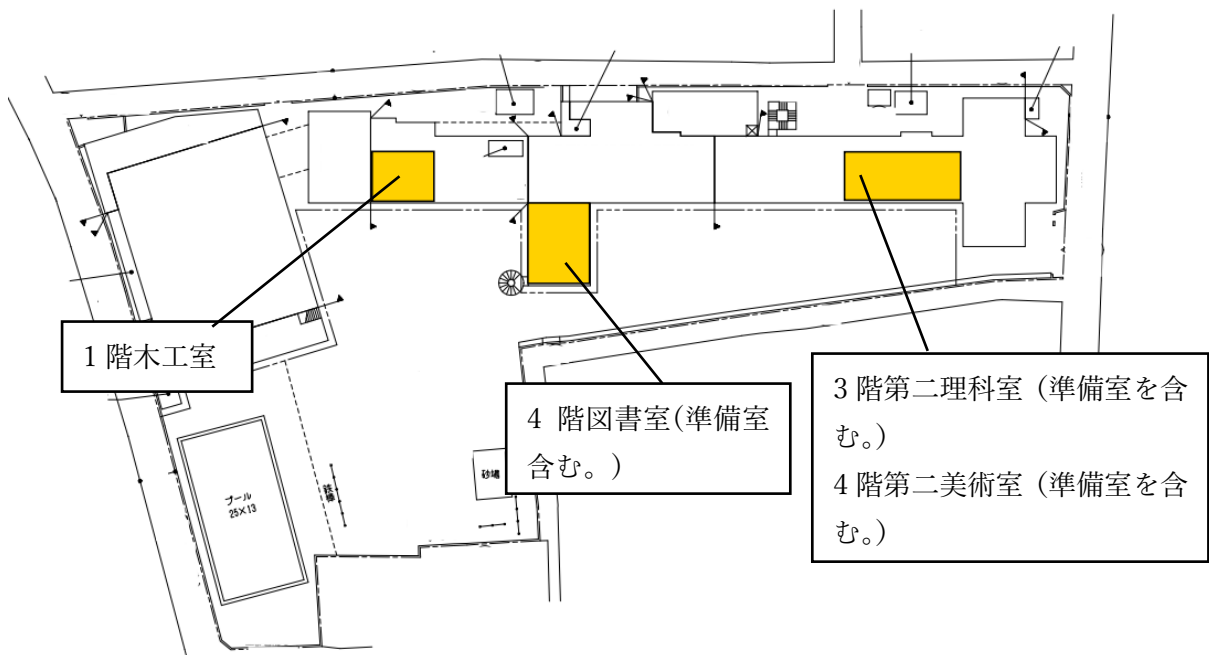 1 階木工室
4 階図書室(準備室
含む。)
3 階第二理科室 (準備室を含
む。)
4 階第二美術室 (準備室を含
む。)
砂場
鉄棒
プール
25×13